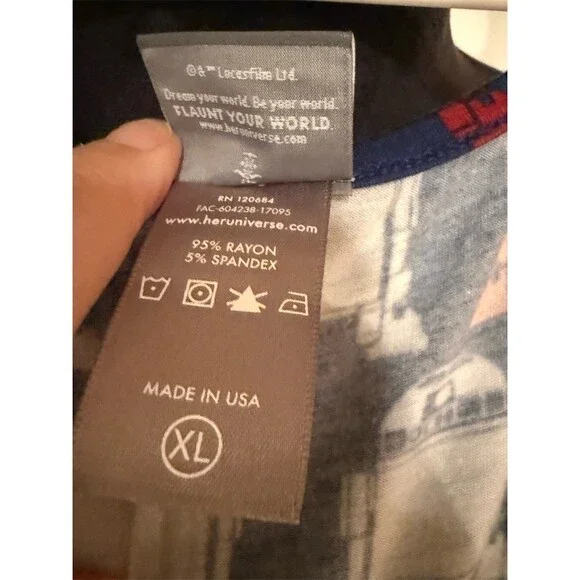 ©&™ Lucasfilm Ltd.
Dream your world. Be your world.
FLAUNT YOUR WORLD.
www.heruniverse.com
RN 120684
FAC-604238-17095
www.heruniverse.com
95% RAYON
5% SPANDEX
MADE IN USA
XL